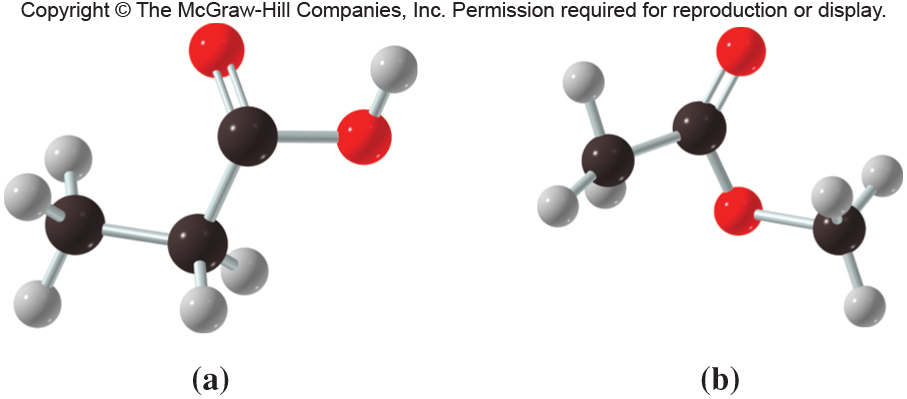 Copyright © The McGraw-Hill Companies, Inc. Permission required for reproduction or display.
(a) (b)